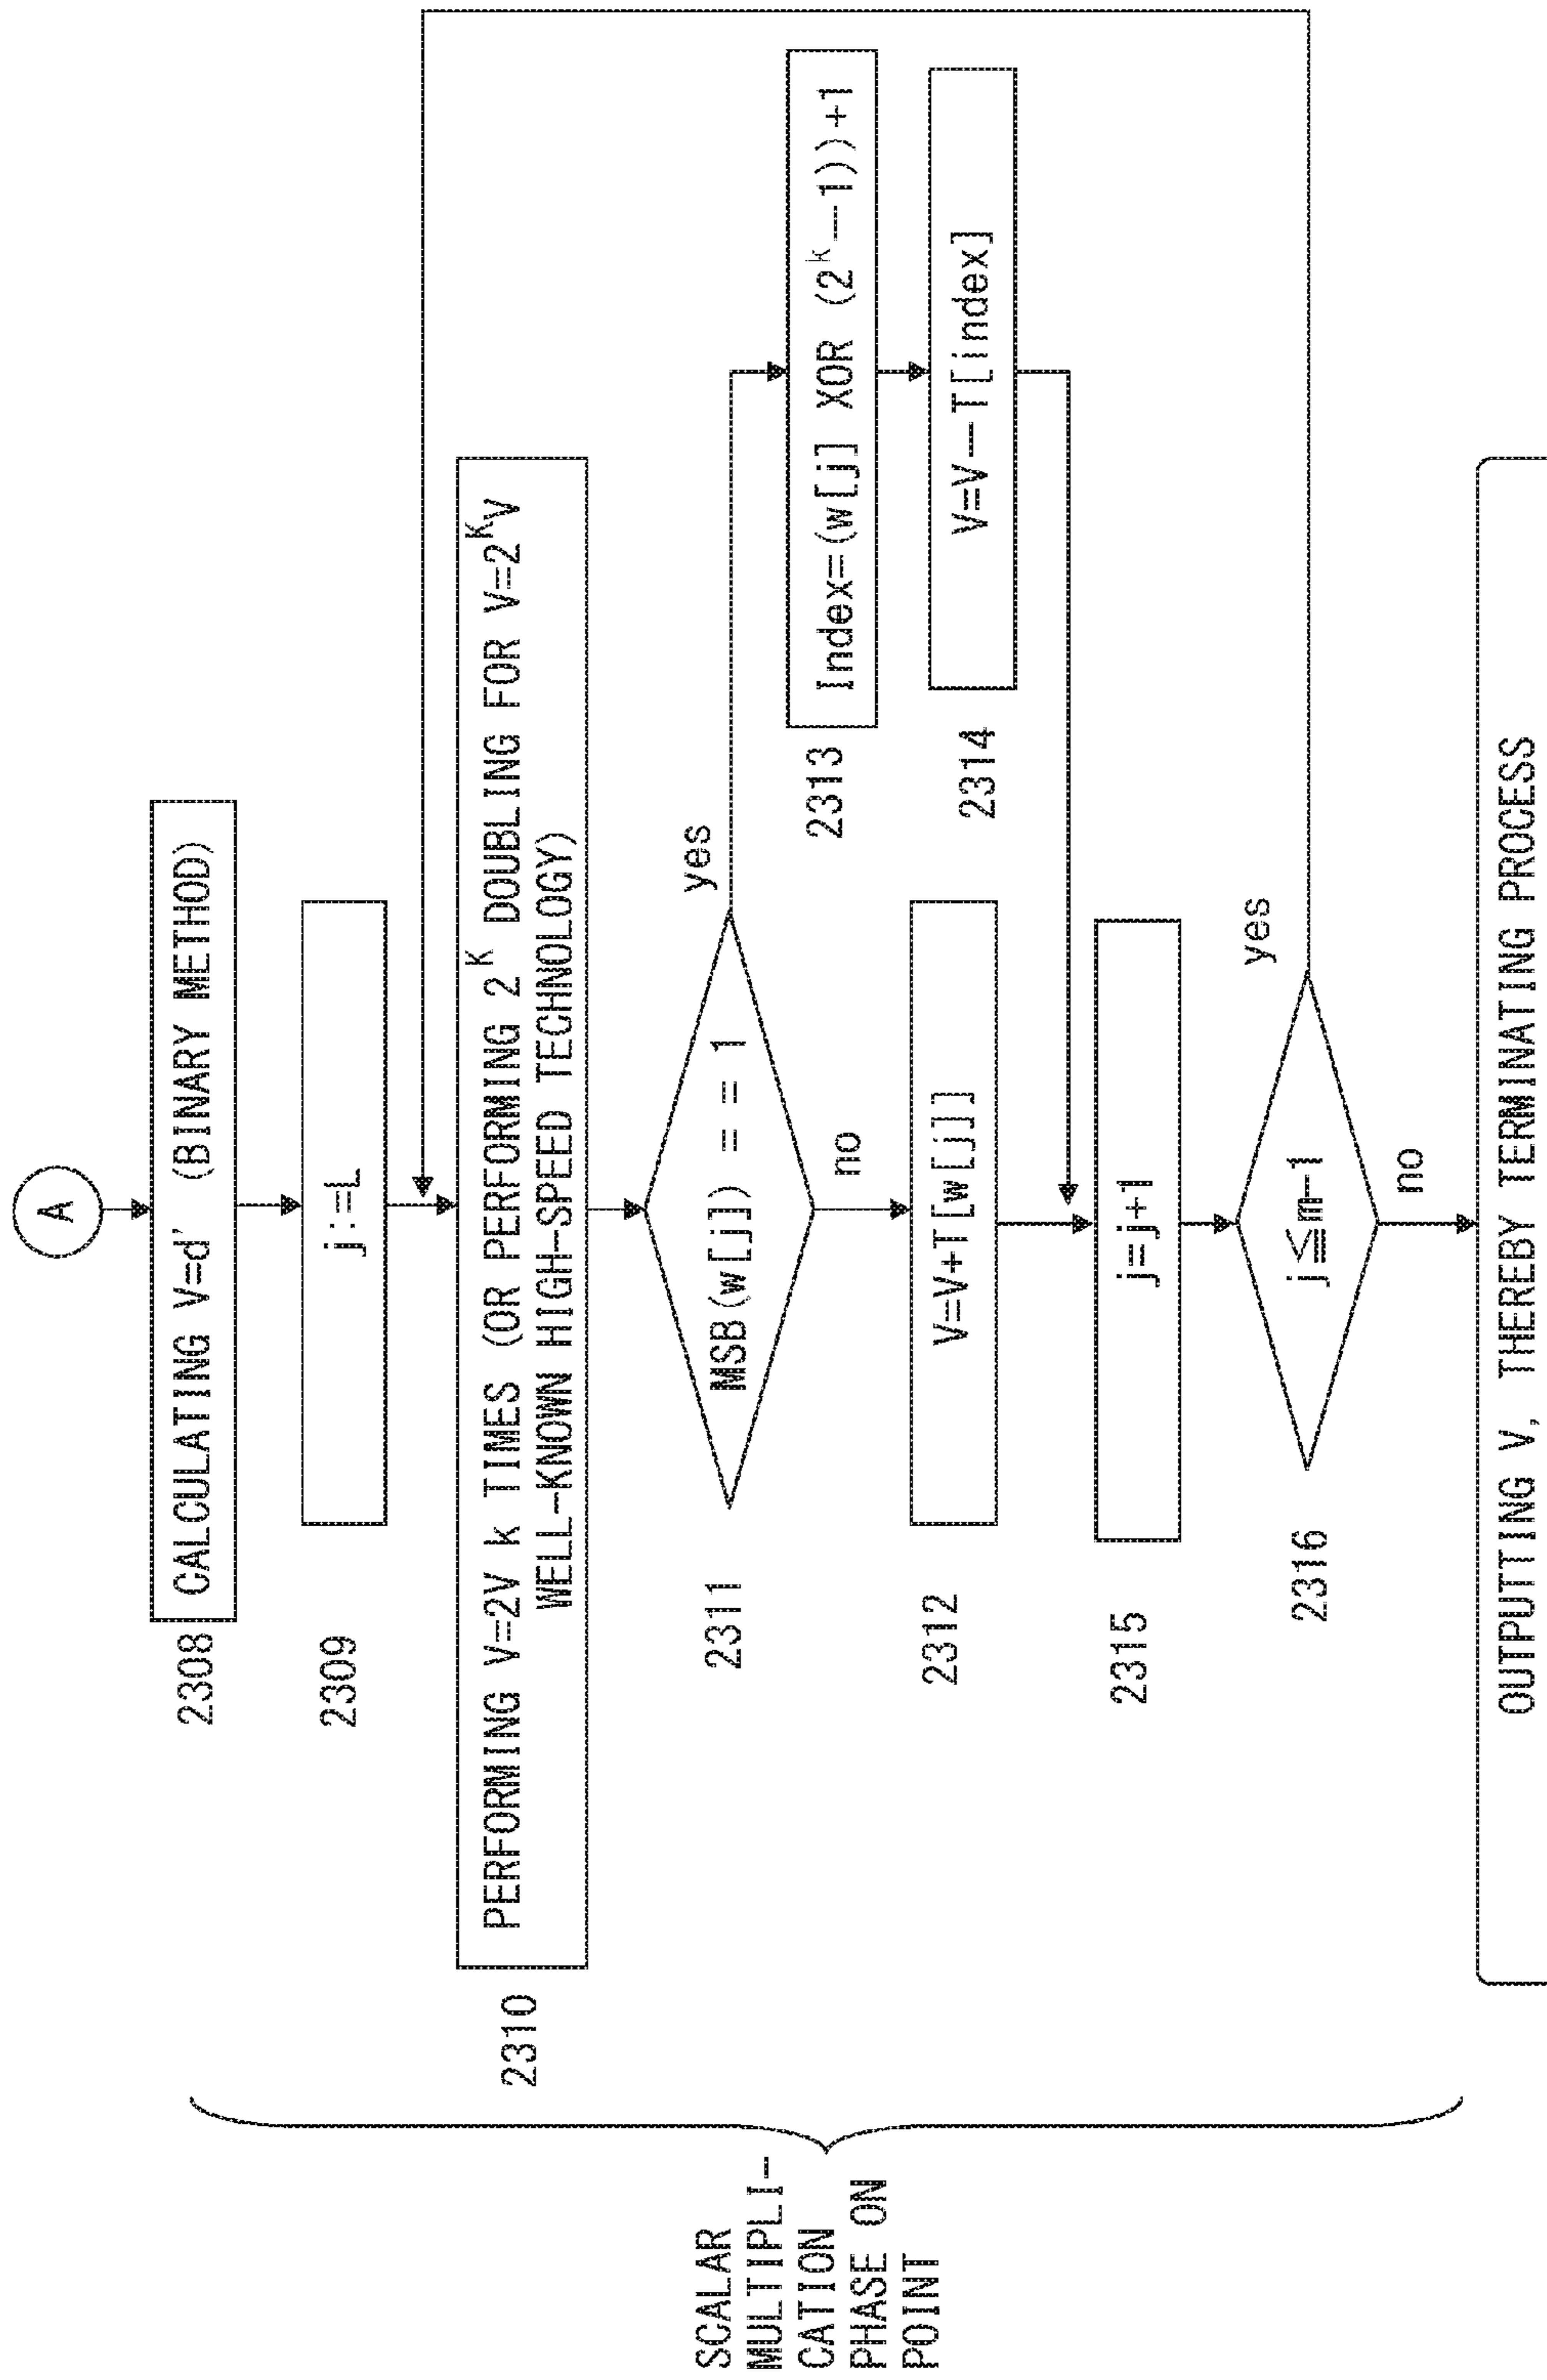 A
2308
CALCULATING V=d' (BINARY METHOD)
2309
j:=L
2310
PERFORMING V=2V k TIMES (OR PERFORMING 2^K DOUBLING FOR V=2^KV
WELL-KNOWN HIGH-SPEED TECHNOLOGY)
2311
MSB(w[j]) = = 1
yes
no
2313
Index=(w[j] XOR (2^k—1))+1
2314
V=V—T[index]
2312
V=V+T[w[j]]
2315
j=j+1
2316
j≦m-1
yes
no
OUTPUTTING V, THEREBY TERMINATING PROCESS
SCALAR
MULTIPLI-
CATION
PHASE ON
POINT